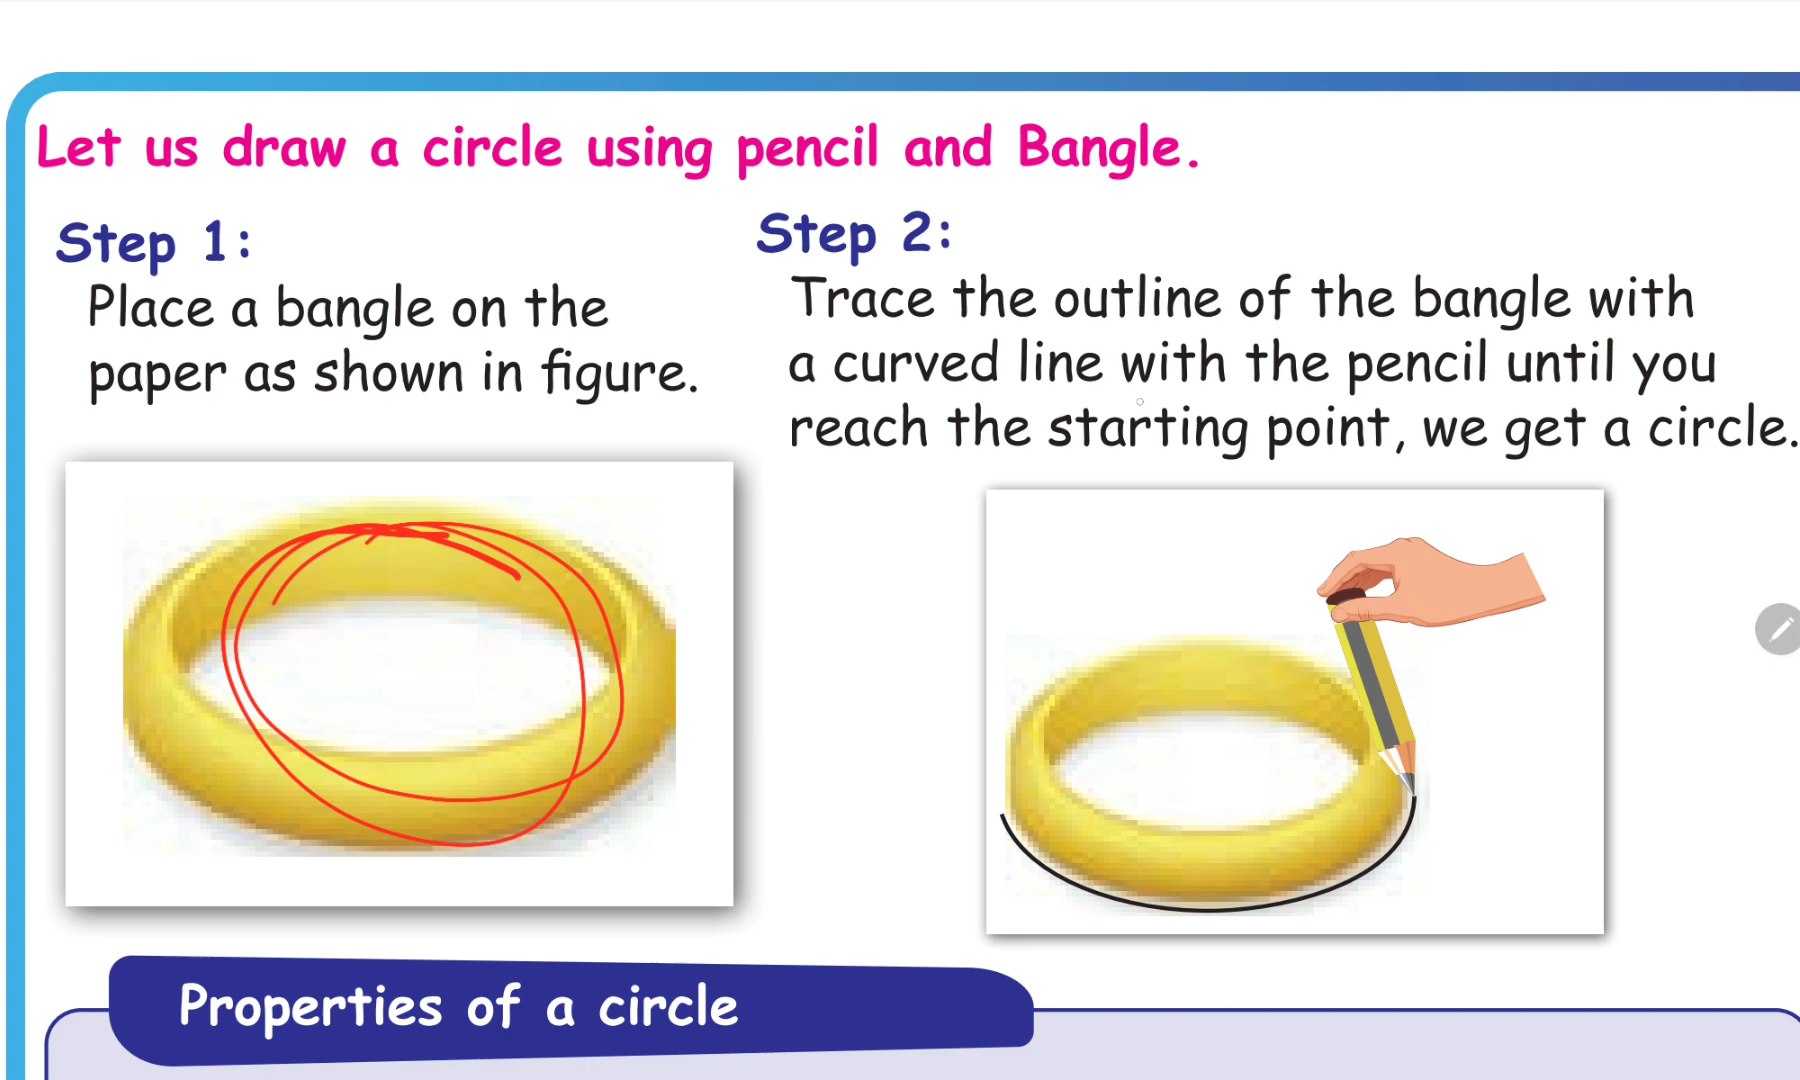 Let us draw a circle using pencil and Bangle.
Step 1:
Place a bangle on the
paper as shown in figure.
Step 2:
Trace the outline of the bangle with
a curved line with the pencil until you
reach the starting point, we get a circle.
Properties of a circle